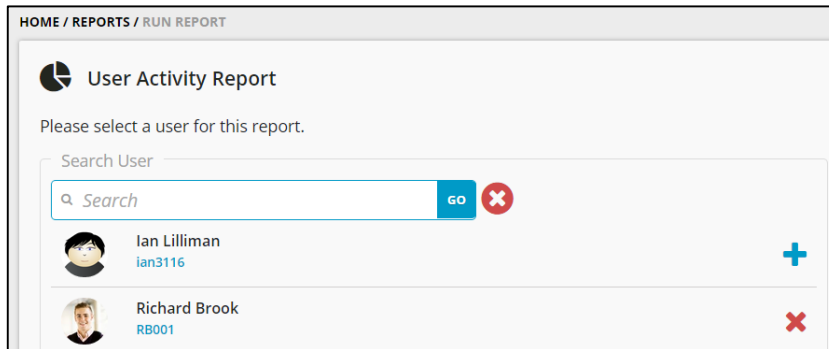 HOME / REPORTS / RUN REPORT
User Activity Report
Please select a user for this report.
Search User
Search GO
Ian Lilliman
ian3116
Richard Brook
RB001